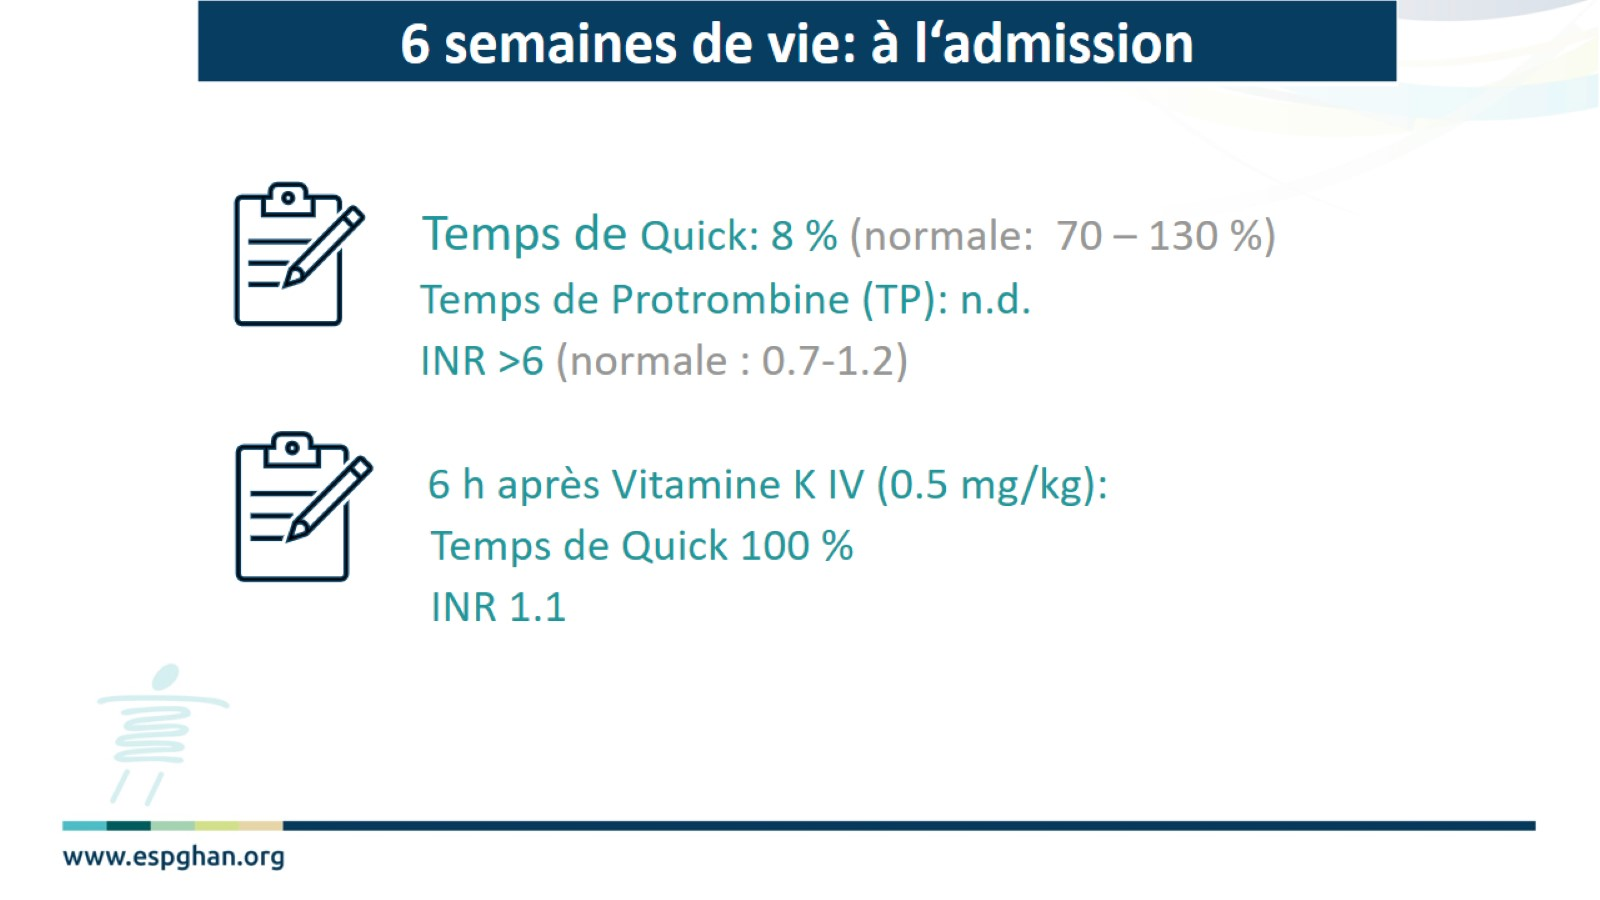 6 semaines de vie: à l‘admission
Temps de Quick: 8 % (normale: 70 – 130 %)
Temps de Protrombine (TP): n.d.
INR >6 (normale : 0.7-1.2)
6 h après Vitamine K IV (0.5 mg/kg):
Temps de Quick 100 %
INR 1.1
www.espghan.org